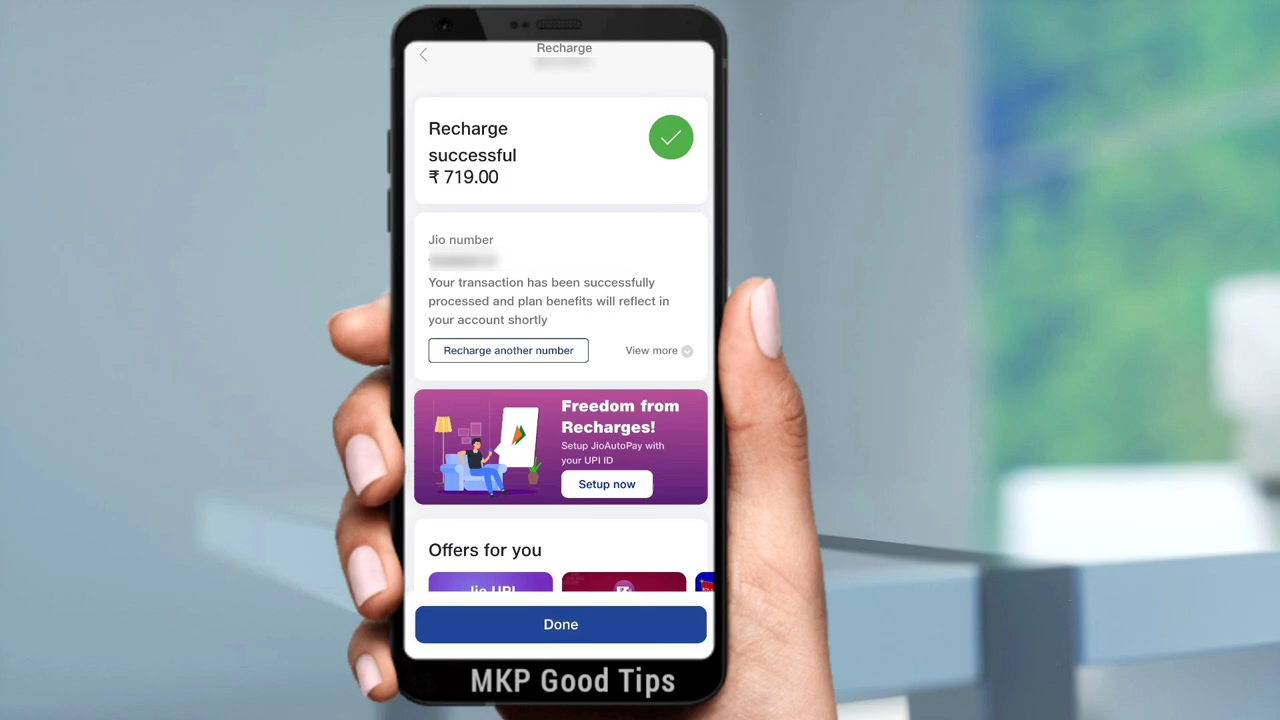 Recharge
Recharge
successful
₹ 719.00
Jio number
Your transaction has been successfully
processed and plan benefits will reflect in
your account shortly
Recharge another number
View more
Freedom from
Recharges!
Setup JioAutoPay with
your UPI ID
Setup now
Offers for you
Jio UPI
Done
MKP Good Tips